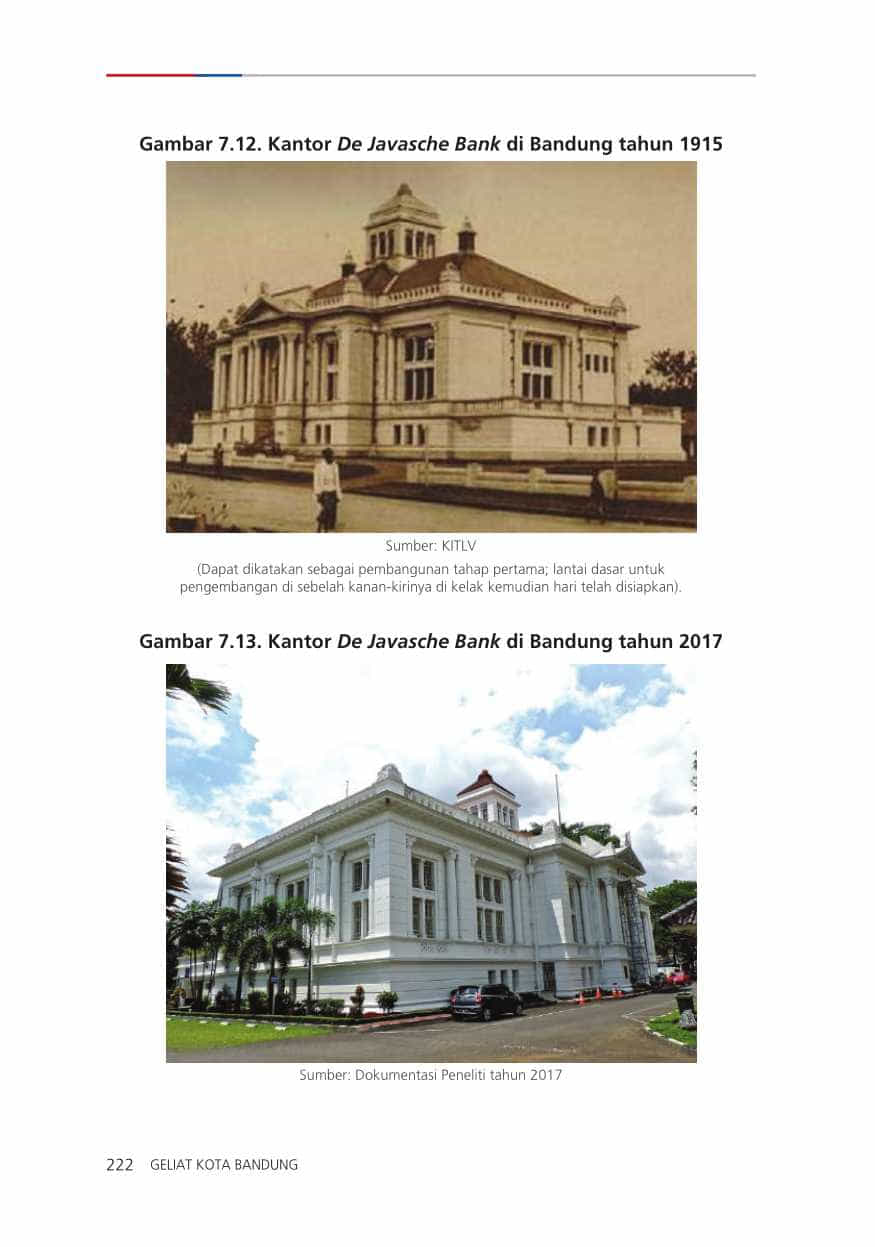 Gambar 7.12. Kantor De Javasche Bank di Bandung tahun 1915
Sumber: KITLV
(Dapat dikatakan sebagai pembangunan tahap pertama; lantai dasar untuk
pengembangan di sebelah kanan-kirinya di kelak kemudian hari telah disiapkan).
Gambar 7.13. Kantor De Javasche Bank di Bandung tahun 2017
Sumber: Dokumentasi Peneliti tahun 2017
222 GELIAT KOTA BANDUNG